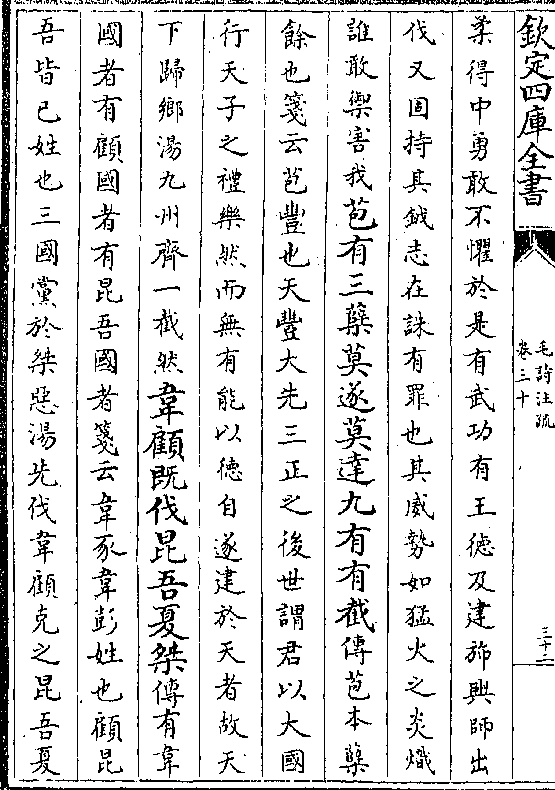 欽定四庫全書
毛詩注疏
卷三十
三十二
柔得中勇敢不懼於是有武功有王德及建斾興師出
伐又固持其鉞志在誅有罪也其威勢如猛火之炎熾
誰敢禦害我苞有三蘖莫遂莫達九有有截傳苞本蘖
餘也箋云苞豐也天豐大先三正之後世謂君以大國
行天子之禮樂然而無有能以德自遂建於天者故天
下歸鄉湯九州齊一截然韋顧既伐昆吾夏桀傳有韋
國者有顧國者有昆吾國者箋云韋豕韋彭姓也顧昆
吾皆已姓也三國黨於桀惡湯先伐韋顧克之昆吾夏